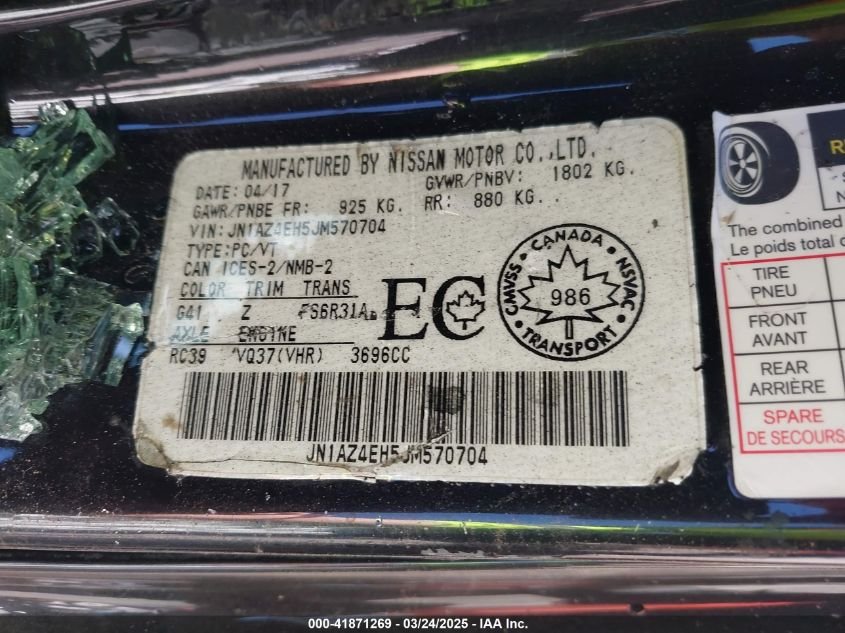 MANUFACTURED BY NISSAN MOTOR CO.,LTD.
DATE: 04/17 GVWR/PNBV: 1802 KG.
GAWR/PNBE FR: 925 KG. RR: 880 KG.
VIN: JN1AZ4EH5JM570704
TYPE:PC/VT
CAN ICES-2/NMB-2
COLOR TRIM TRANS
G41 Z FS6R31A
AXLE ENGINE
RC39 VQ37(VHR) 3696CC
EC
CANADA
CMVSS
NSVAC
986
TRANSPORT
JN1AZ4EH5JM570704
The combined
Le poids total
TIRE
PNEU
FRONT
AVANT
REAR
ARRIÈRE
SPARE
DE SECOURS
000-41871269 - 03/24/2025 - IAA Inc.